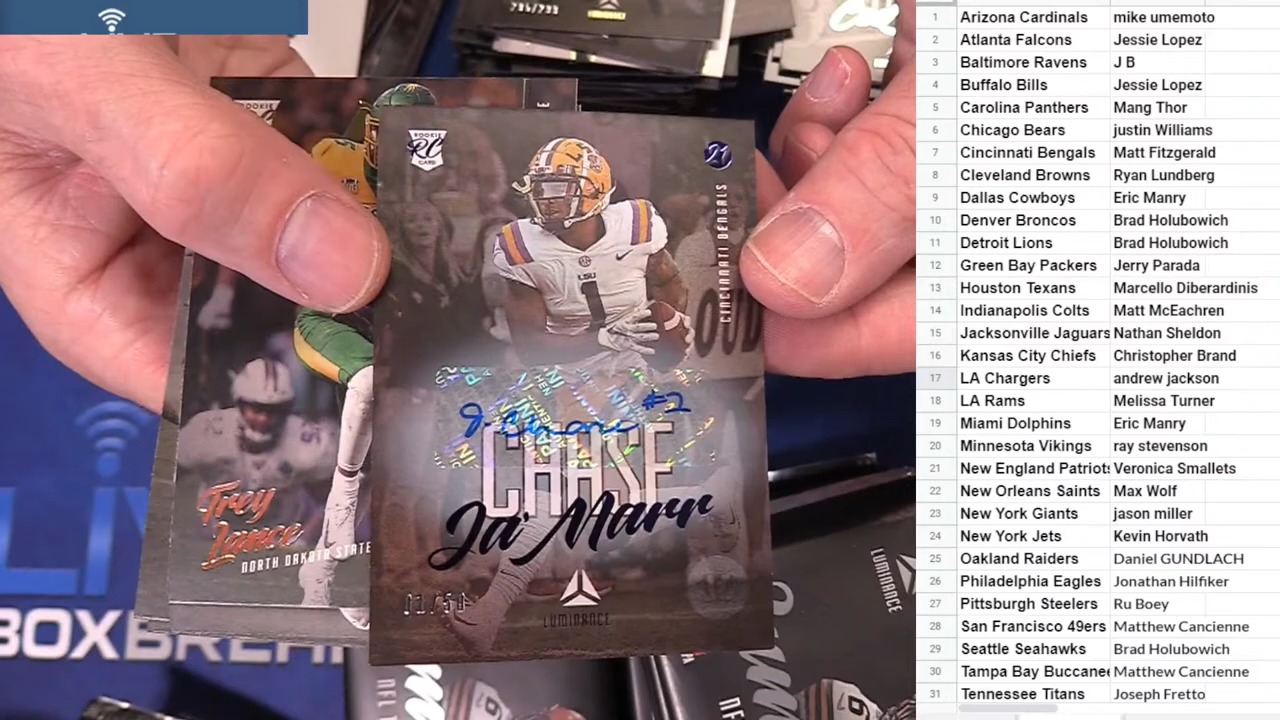 ROOKIE
RC
CARD
ROOKIE
21
CINCINNATI BENGALS
LSU
1
#2
CHASE
Ja'Marr
01/50
LUMINANCE
Trey
Lance
NORTH DAKOTA STATE
LIV
BOXBREA
LUMINANCE
1 Arizona Cardinals mike umemoto
2 Atlanta Falcons Jessie Lopez
3 Baltimore Ravens J B
4 Buffalo Bills Jessie Lopez
5 Carolina Panthers Mang Thor
6 Chicago Bears justin Williams
7 Cincinnati Bengals Matt Fitzgerald
8 Cleveland Browns Ryan Lundberg
9 Dallas Cowboys Eric Manry
10 Denver Broncos Brad Holubowich
11 Detroit Lions Brad Holubowich
12 Green Bay Packers Jerry Parada
13 Houston Texans Marcello Diberardinis
14 Indianapolis Colts Matt McEachren
15 Jacksonville Jaguars Nathan Sheldon
16 Kansas City Chiefs Christopher Brand
17 LA Chargers andrew jackson
18 LA Rams Melissa Turner
19 Miami Dolphins Eric Manry
20 Minnesota Vikings ray stevenson
21 New England Patriots Veronica Smallets
22 New Orleans Saints Max Wolf
23 New York Giants jason miller
24 New York Jets Kevin Horvath
25 Oakland Raiders Daniel GUNDLACH
26 Philadelphia Eagles Jonathan Hilfiker
27 Pittsburgh Steelers Ru Boey
28 San Francisco 49ers Matthew Cancienne
29 Seattle Seahawks Brad Holubowich
30 Tampa Bay Buccanee Matthew Cancienne
31 Tennessee Titans Joseph Fretto